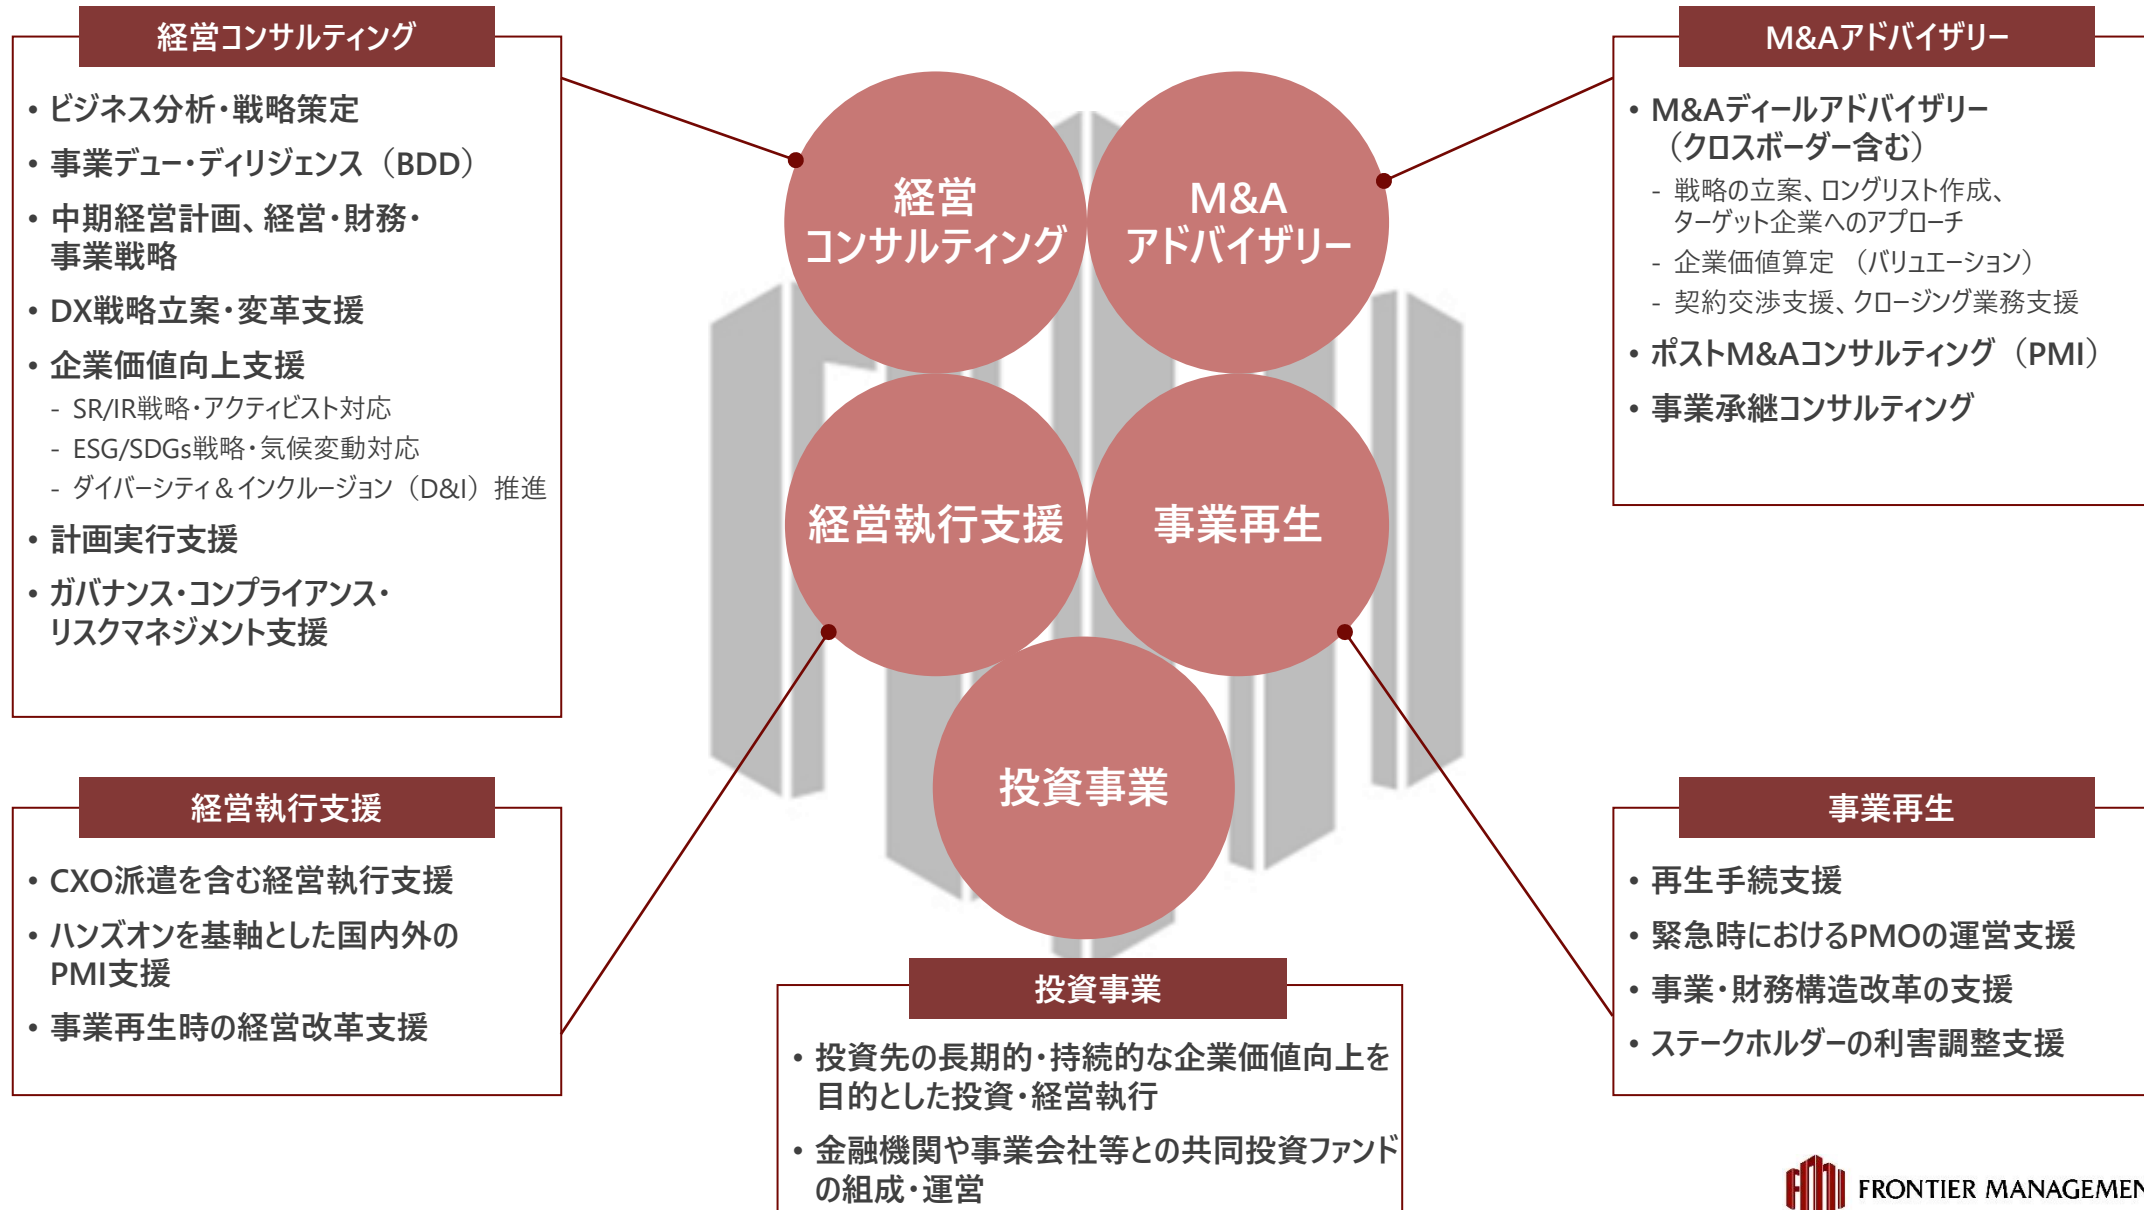 経営コンサルティング
• ビジネス分析・戦略策定
• 事業デュー・ディリジェンス（BDD）
• 中期経営計画、経営・財務・
事業戦略
• DX戦略立案・変革支援
• 企業価値向上支援
- SR/IR戦略・アクティビスト対応
- ESG/SDGs戦略・気候変動対応
- ダイバーシティ＆インクルージョン（D&I）推進
• 計画実行支援
• ガバナンス・コンプライアンス・
リスクマネジメント支援
M&Aアドバイザリー
• M&Aディールアドバイザリー
（クロスボーダー含む）
- 戦略の立案、ロングリスト作成、
ターゲット企業へのアプローチ
- 企業価値算定 （バリュエーション）
- 契約交渉支援、クロージング業務支援
• ポストM&Aコンサルティング（PMI）
• 事業承継コンサルティング
経営
コンサルティング
M&A
アドバイザリー
経営執行支援
事業再生
投資事業
経営執行支援
• CXO派遣を含む経営執行支援
• ハンズオンを基軸とした国内外の
PMI支援
• 事業再生時の経営改革支援
投資事業
• 投資先の長期的・持続的な企業価値向上を
目的とした投資・経営執行
• 金融機関や事業会社等との共同投資ファンド
の組成・運営
事業再生
• 再生手続支援
• 緊急時におけるPMOの運営支援
• 事業・財務構造改革の支援
• ステークホルダーの利害調整支援
FRONTIER MANAGEMEN